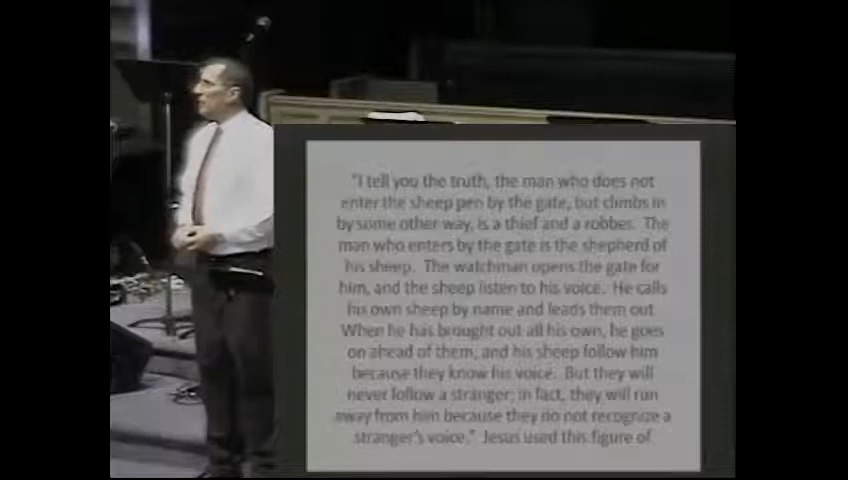 "I tell you the truth, the man who does not
enter the sheep pen by the gate, but climbs in
by some other way, is a thief and a robber.  The
man who enters by the gate is the shepherd of
his sheep.  The watchman opens the gate for
him, and the sheep listen to his voice.  He calls
his own sheep by name and leads them out.
When he has brought out all his own, he goes
on ahead of them, and his sheep follow him
because they know his voice.  But they will
never follow a stranger; in fact, they will run
away from him because they do not recognize a
stranger's voice."  Jesus used this figure of